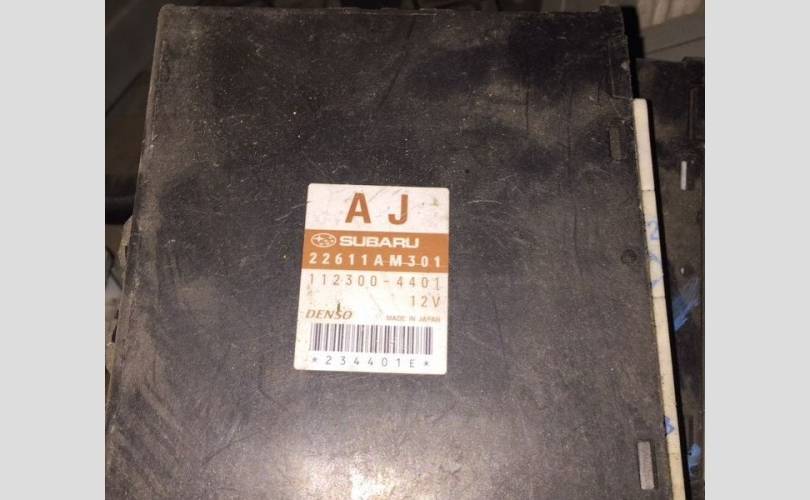 AJ
SUBARU
22611AM301
112300-4401
12V
DENSO MADE IN JAPAN
*234401E*